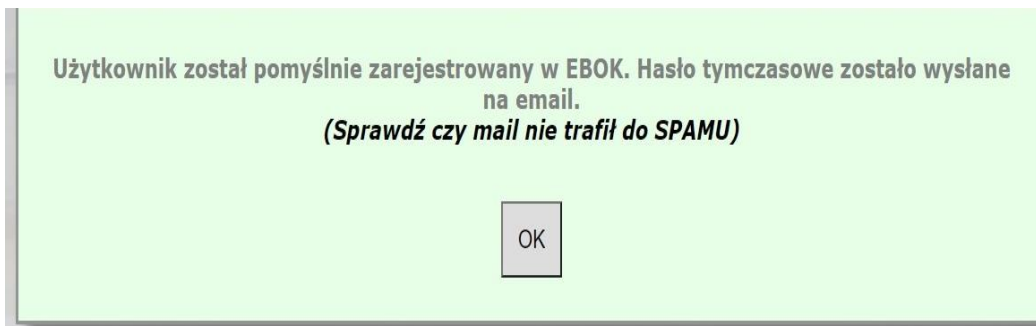 Użytkownik został pomyślnie zarejestrowany w EBOK. Hasło tymczasowe zostało wysłane
na email.
(Sprawdź czy mail nie trafił do SPAMU)
OK